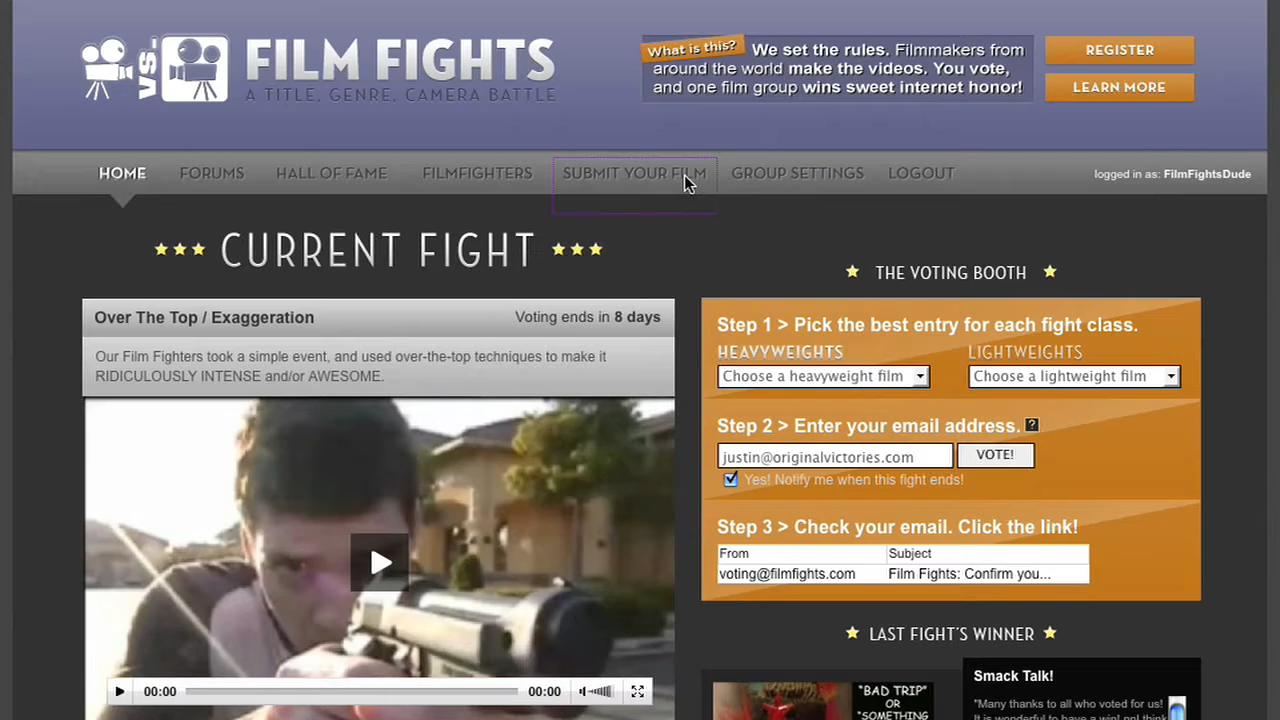 VS.
FILM FIGHTS
A TITLE, GENRE, CAMERA BATTLE
What is this? We set the rules. Filmmakers from
around the world make the videos. You vote,
and one film group wins sweet internet honor!
REGISTER
LEARN MORE
HOME FORUMS HALL OF FAME FILMFIGHTERS SUBMIT YOUR FILM GROUP SETTINGS LOGOUT
logged in as: FilmFightsDude
CURRENT FIGHT
Over The Top / Exaggeration Voting ends in 8 days
Our Film Fighters took a simple event, and used over-the-top techniques to make it
RIDICULOUSLY INTENSE and/or AWESOME.
00:00 00:00
THE VOTING BOOTH
Step 1 > Pick the best entry for each fight class.
HEAVYWEIGHTS LIGHTWEIGHTS
Choose a heavyweight film Choose a lightweight film
Step 2 > Enter your email address. ?
justin@originalvictories.com VOTE!
Yes! Notify me when this fight ends!
Step 3 > Check your email. Click the link!
From Subject
voting@filmfights.com Film Fights: Confirm you...
LAST FIGHT'S WINNER
"BAD TRIP"
OR
"SOMETHING
Smack Talk!
"Many thanks to all who voted for us!